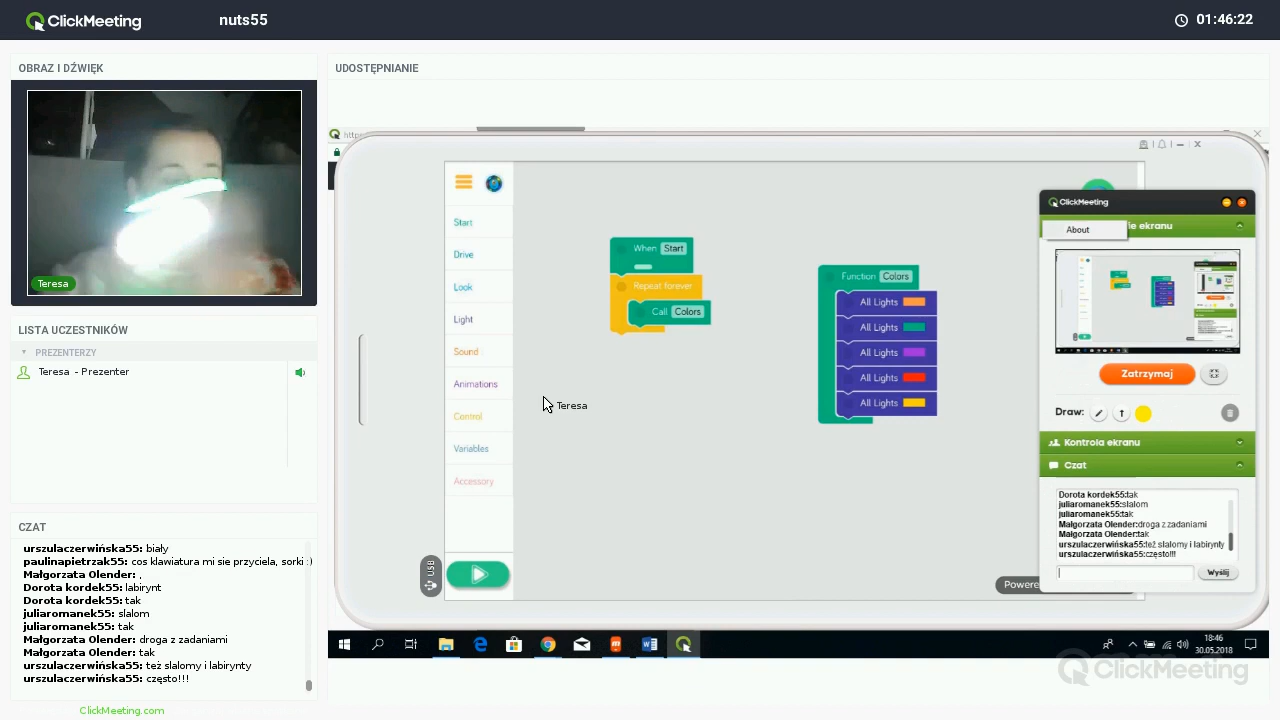 ClickMeeting
nuts55
01:46:22
OBRAZ I DŹWIĘK
UDOSTĘPNIANIE
Teresa
LISTA UCZESTNIKÓW
PREZENTERZY
Teresa - Prezenter
CZAT
urszulaczerwińska55: biały
paulinapietrzak55: cos klawiatura mi sie przyciela, sorki :)
Małgorzata Olender: ,
Dorota kordek55: labirynt
Dorota kordek55: tak
juliaromanek55: slalom
juliaromanek55: tak
Małgorzata Olender: droga z zadaniami
Małgorzata Olender: tak
urszulaczerwińska55: też slalomy i labirynty
urszulaczerwińska55: często!!!
ClickMeeting.com
Start
Drive
Look
Light
Sound
Animations
Control
Variables
Accessory
USB
When Start
Repeat forever
Call Colors
Teresa
Function Colors
All Lights
All Lights
All Lights
All Lights
All Lights
Powere
ClickMeeting
About
ie ekranu
Zatrzymaj
Draw:
Kontrola ekranu
Czat
Dorota kordek55:tak
juliaromanek55:slalom
juliaromanek55:tak
Małgorzata Olender:droga z zadaniami
Małgorzata Olender:tak
urszulaczerwińska55:też slalomy i labirynty
urszulaczerwińska55:często!!!
Wyślij
18:46
30.05.2018
ClickMeeting